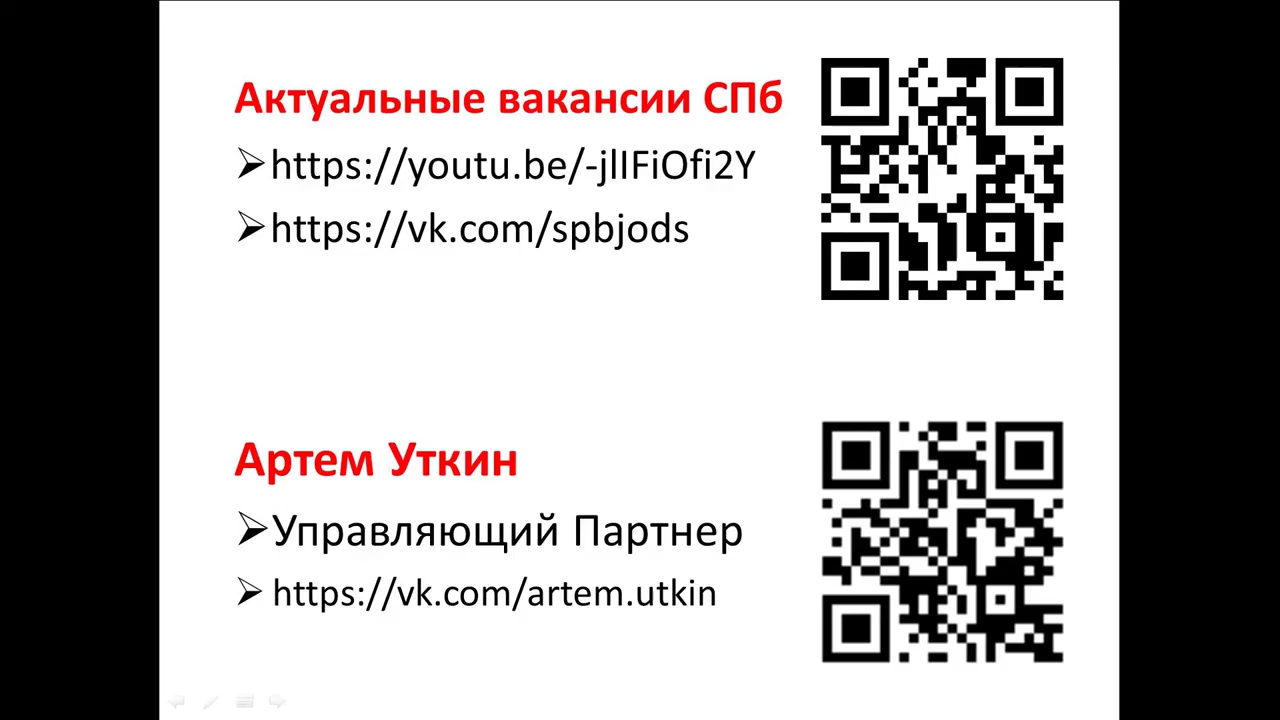 Актуальные вакансии СПб
https://youtu.be/-jlIFiOfi2Y
https://vk.com/spbjods
Артем Уткин
Управляющий Партнер
https://vk.com/artem.utkin